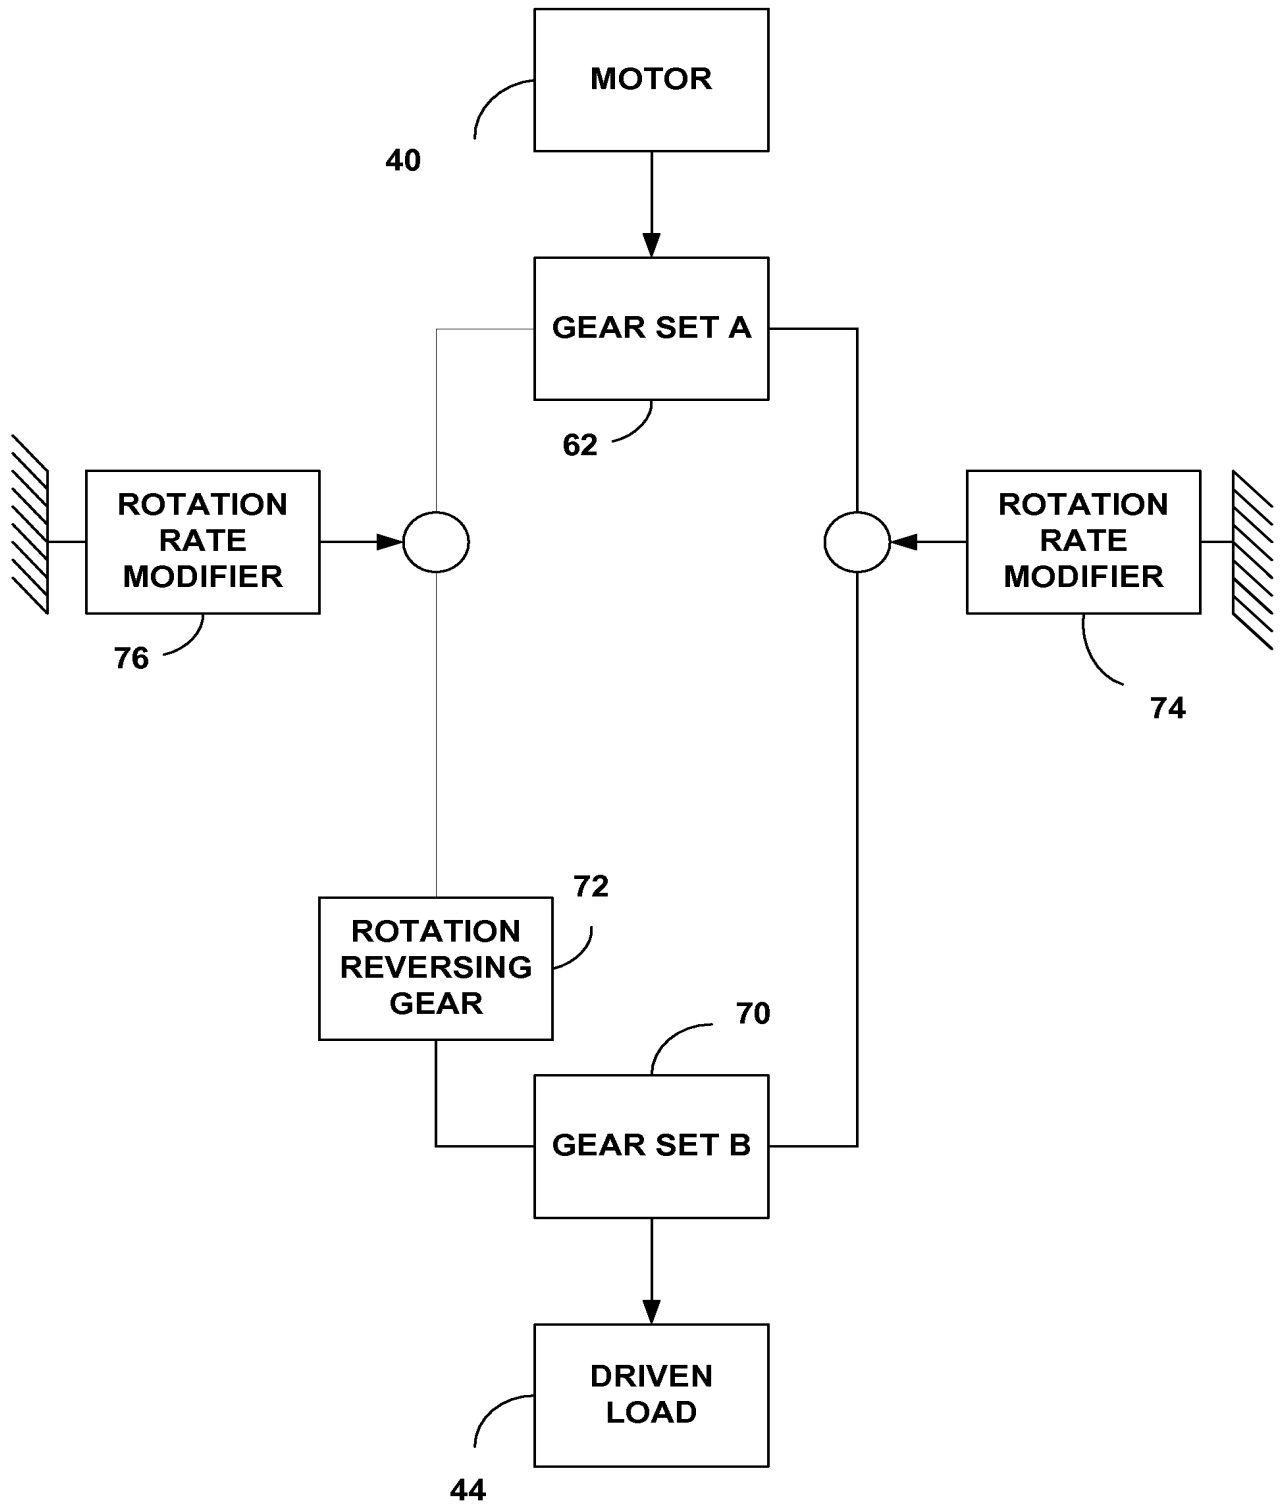 MOTOR
40
GEAR SET A
62
ROTATION
RATE
MODIFIER
76
ROTATION
RATE
MODIFIER
74
72
ROTATION
REVERSING
GEAR
70
GEAR SET B
DRIVEN
LOAD
44